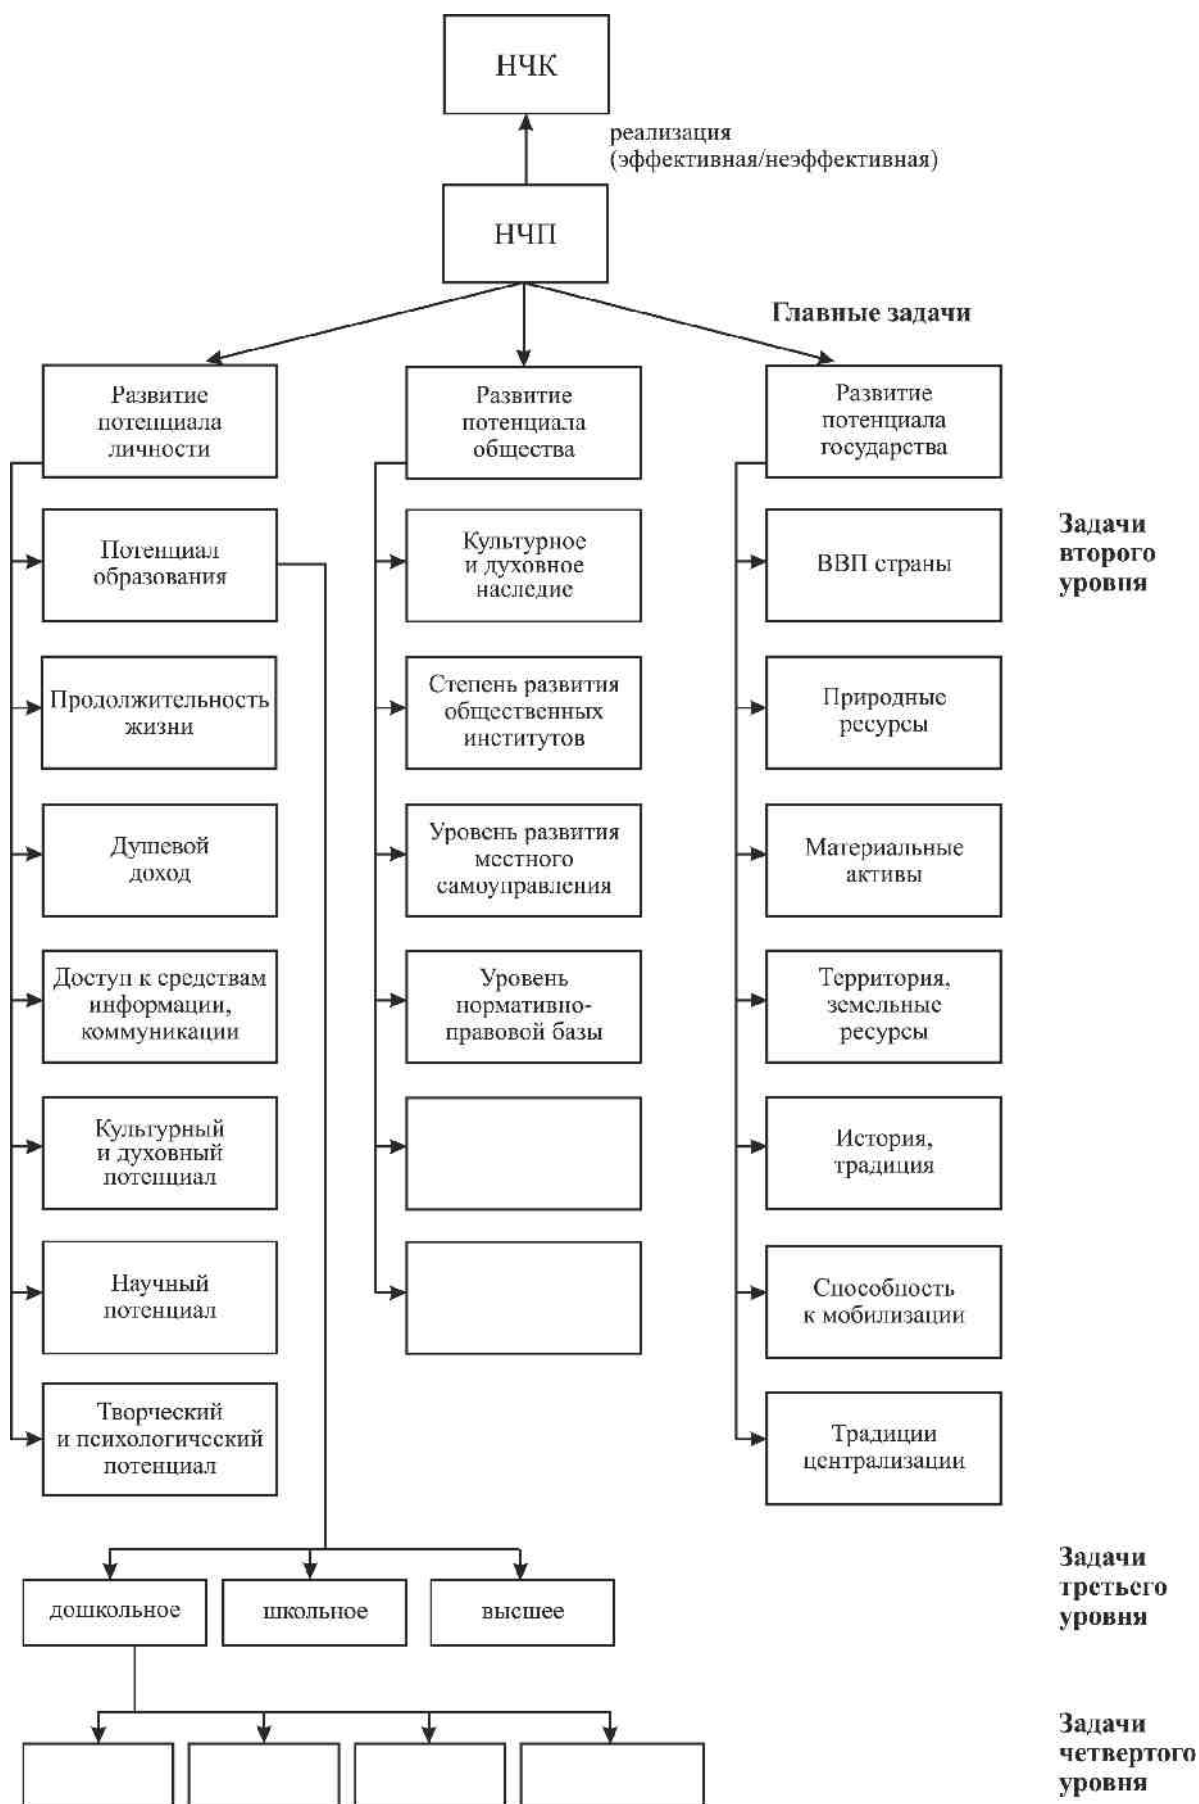 НЧК
реализация
(эффективная/неэффективная)
НЧП
Главные задачи
Развитие
потенциала
личности
Развитие
потенциала
общества
Развитие
потенциала
государства
Задачи
второго
уровня
Потенциал
образования
Культурное
и духовное
наследие
ВВП страны
Продолжительность
жизни
Степень развития
общественных
институтов
Природные
ресурсы
Душевой
доход
Уровень развития
местного
самоуправления
Материальные
активы
Доступ к средствам
информации,
коммуникации
Уровень
нормативно-
правовой базы
Территория,
земельные
ресурсы
Культурный
и духовный
потенциал
История,
традиция
Научный
потенциал
Способность
к мобилизации
Творческий
и психологический
потенциал
Традиции
централизации
Задачи
третьего
уровня
дошкольное
школьное
высшее
Задачи
четвертого
уровня